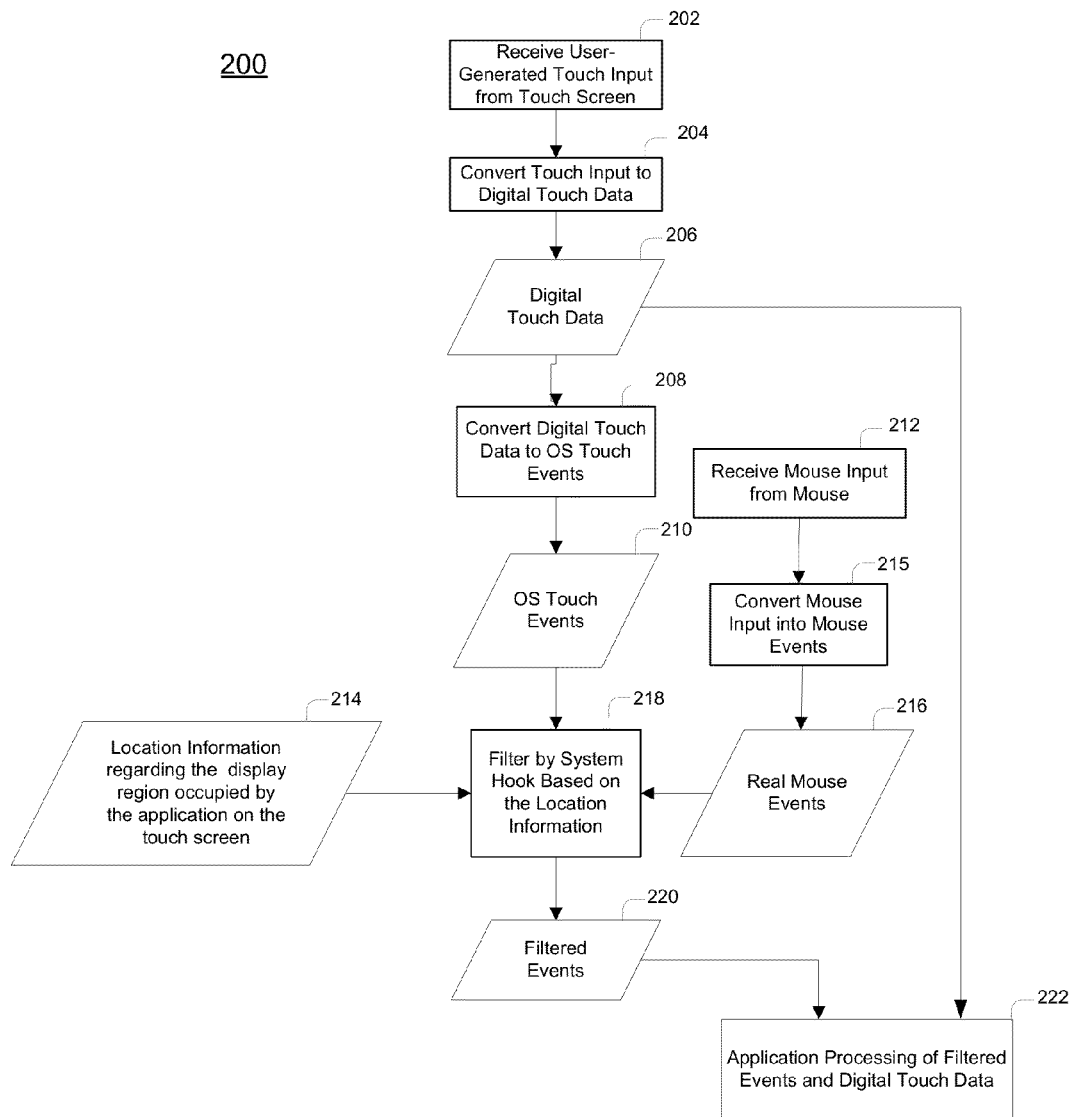 200
202
Receive User-
Generated Touch Input
from Touch Screen
204
Convert Touch Input to
Digital Touch Data
206
Digital
Touch Data
208
Convert Digital Touch
Data to OS Touch
Events
212
Receive Mouse Input
from Mouse
210
OS Touch
Events
215
Convert Mouse
Input into Mouse
Events
214
Location Information
regarding the display
region occupied by
the application on the
touch screen
218
Filter by System
Hook Based on
the Location
Information
216
Real Mouse
Events
220
Filtered
Events
222
Application Processing of Filtered
Events and Digital Touch Data